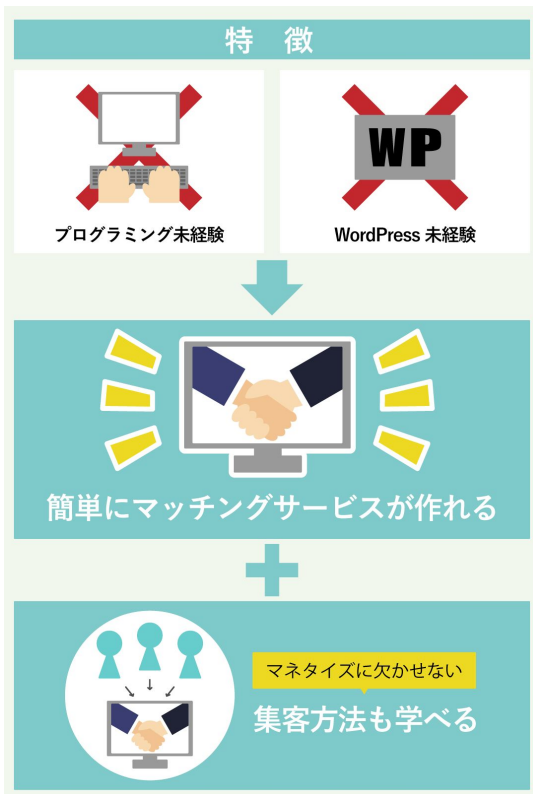 特 徴
WP
プログラミング未経験
WordPress 未経験
簡単にマッチングサービスが作れる
マネタイズに欠かせない
集客方法も学べる